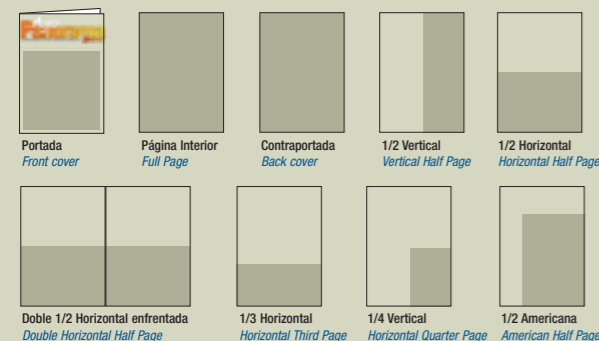 Portada
Front cover
Página Interior
Full Page
Contraportada
Back cover
1/2 Vertical
Vertical Half Page
1/2 Horizontal
Horizontal Half Page
Doble 1/2 Horizontal enfrentada
Double Horizontal Half Page
1/3 Horizontal
Horizontal Third Page
1/4 Vertical
Horizontal Quarter Page
1/2 Americana
American Half Page